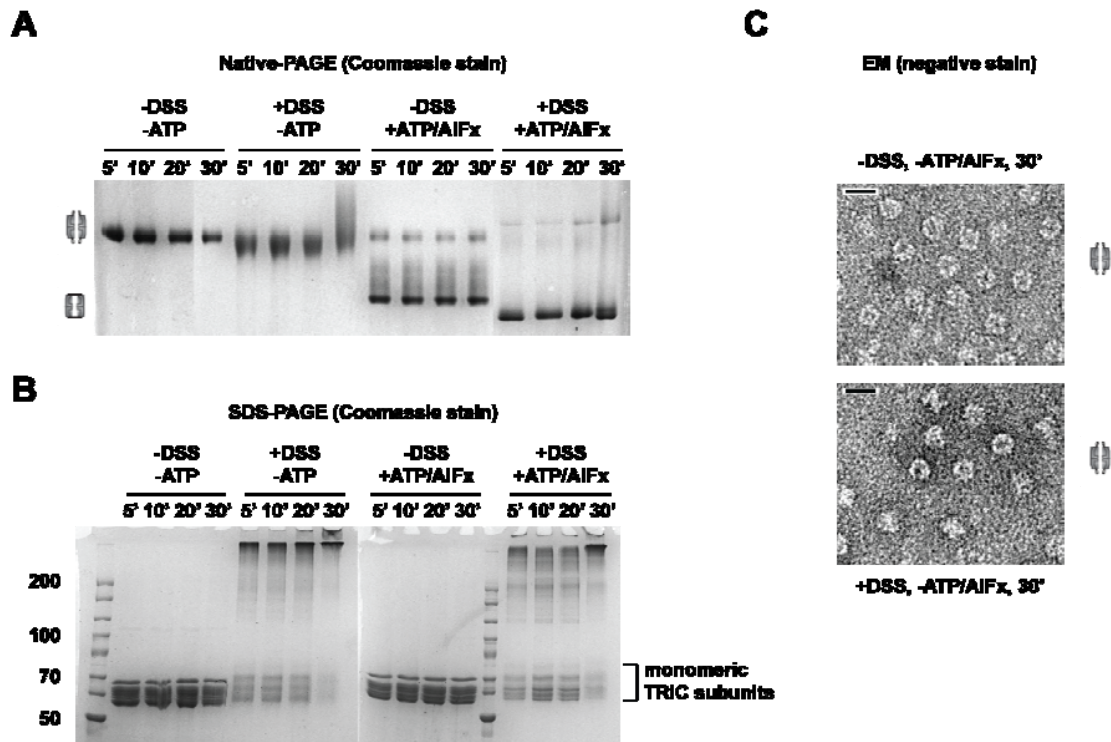 A
Native-PAGE (Coomassie stain)
-DSS +DSS -DSS +DSS
-ATP -ATP +ATP/AlFx +ATP/AlFx
5' 10' 20' 30' 5' 10' 20' 30' 5' 10' 20' 30' 5' 10' 20' 30'
B
SDS-PAGE (Coomassie stain)
-DSS +DSS -DSS +DSS
-ATP -ATP +ATP/AlFx +ATP/AlFx
5' 10' 20' 30' 5' 10' 20' 30' 5' 10' 20' 30' 5' 10' 20' 30'
200
100
70
50
monomeric
TRIC subunits
C
EM (negative stain)
-DSS, -ATP/AlFx, 30'
+DSS, -ATP/AlFx, 30'